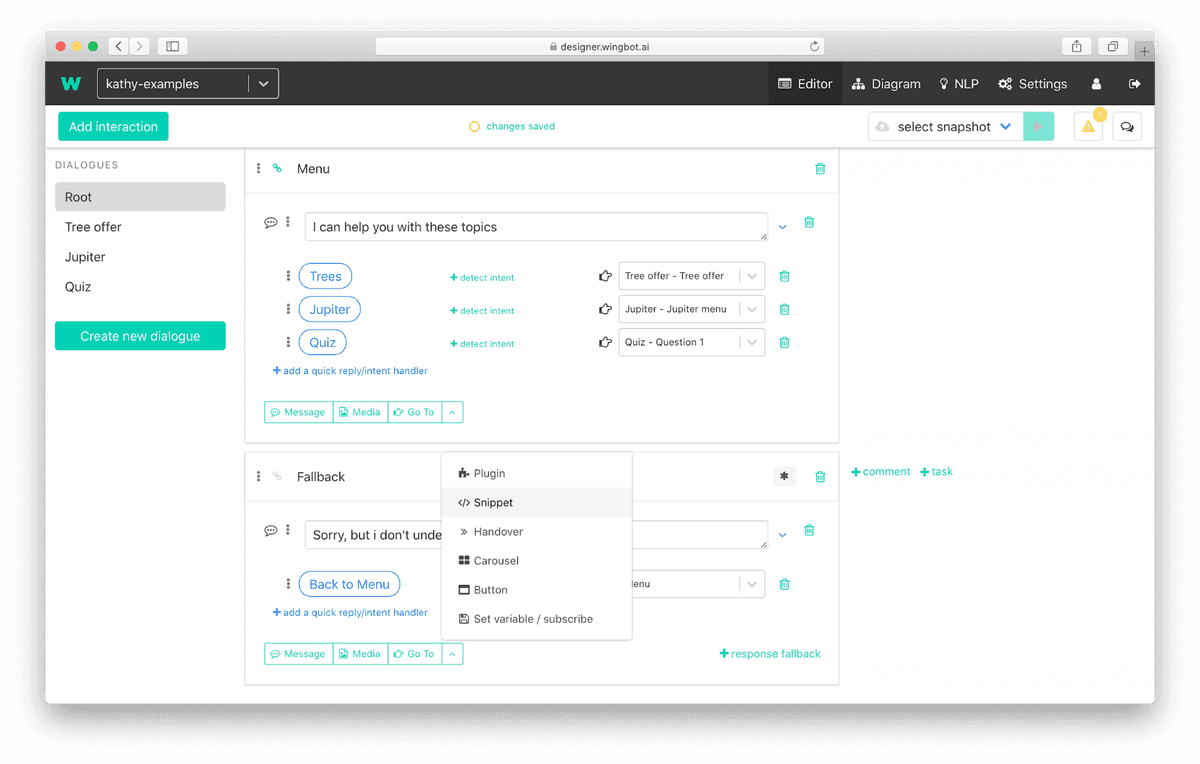 designer.wingbot.ai
W kathy-examples Editor Diagram NLP Settings
Add interaction changes saved select snapshot 1
DIALOGUES
Root
Tree offer
Jupiter
Quiz
Create new dialogue
Menu
I can help you with these topics
Trees + detect intent Tree offer - Tree offer
Jupiter + detect intent Jupiter - Jupiter menu
Quiz + detect intent Quiz - Question 1
+ add a quick reply/intent handler
Message Media Go To
Fallback * + comment + task
Sorry, but i don't unde
Back to Menu enu
+ add a quick reply/intent handler
Message Media Go To + response fallback
Plugin
</> Snippet
Handover
Carousel
Button
Set variable / subscribe